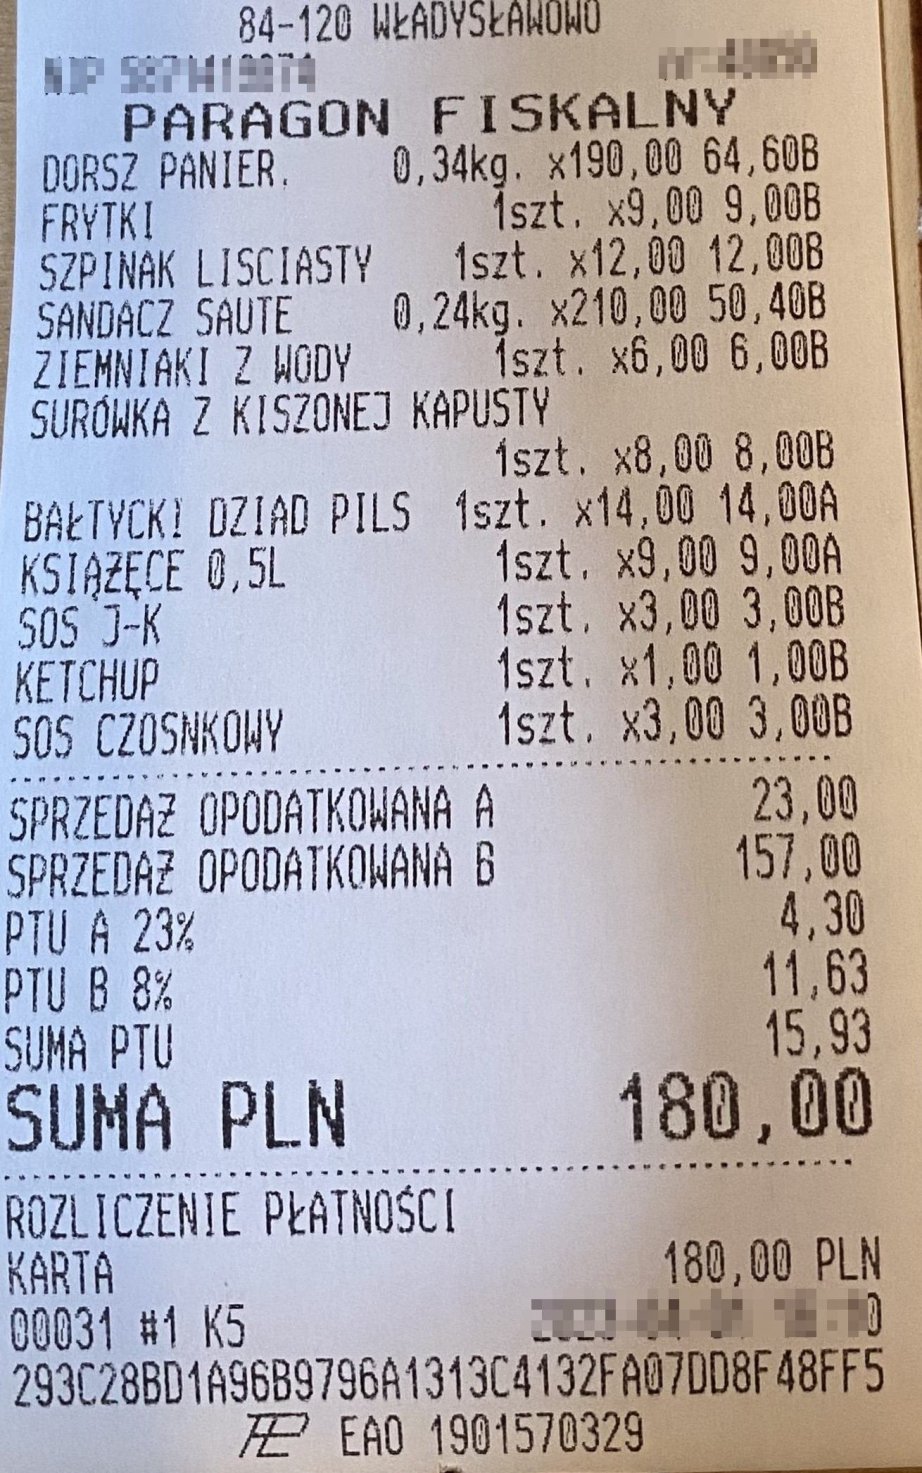 84-120 WŁADYSŁAWOWO
PARAGON FISKALNY
DORSZ PANIER. 0,34kg. x190,00 64,60B
FRYTKI 1szt. x9,00 9,00B
SZPINAK LISCIASTY 1szt. x12,00 12,00B
SANDACZ SAUTE 0,24kg. x210,00 50,40B
ZIEMNIAKI Z WODY 1szt. x6,00 6,00B
SURÓWKA Z KISZONEJ KAPUSTY
1szt. x8,00 8,00B
BAŁTYCKI DZIAD PILS 1szt. x14,00 14,00A
KSIĄŻĘCE 0,5L 1szt. x9,00 9,00A
SOS J-K 1szt. x3,00 3,00B
KETCHUP 1szt. x1,00 1,00B
SOS CZOSNKOWY 1szt. x3,00 3,00B
SPRZEDAŻ OPODATKOWANA A 23,00
SPRZEDAŻ OPODATKOWANA B 157,00
PTU A 23% 4,30
PTU B 8% 11,63
SUMA PTU 15,93
SUMA PLN 180,00
ROZLICZENIE PŁATNOŚCI
KARTA 180,00 PLN
00031 #1 K5
293C28BD1A96B9796A1313C4132FA07DD8F48FF5
EAO 1901570329